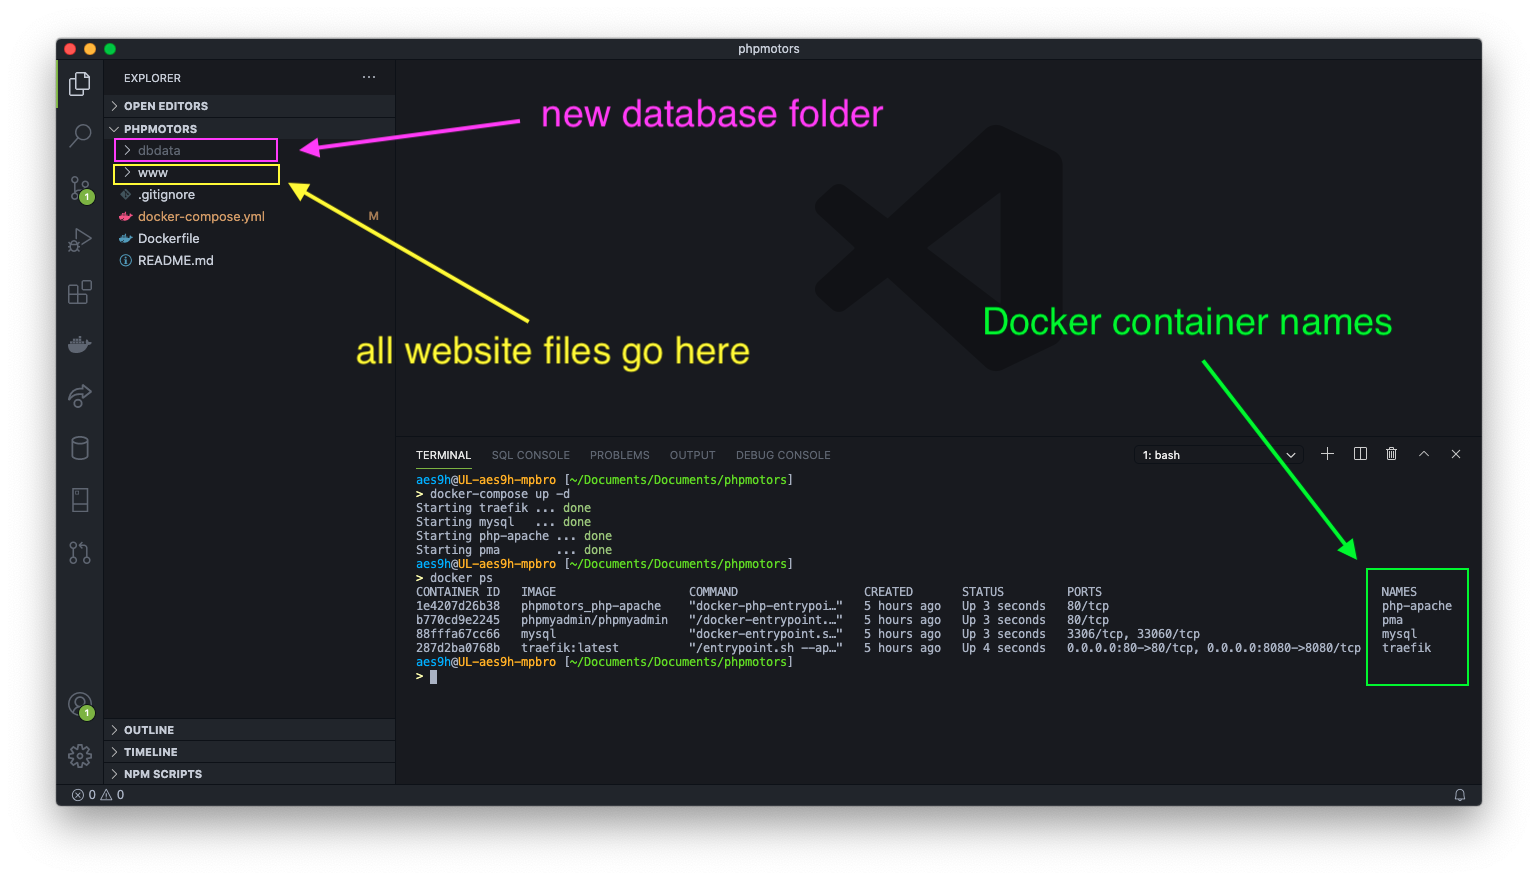 phpmotors
EXPLORER
OPEN EDITORS
PHPMOTORS
dbdata
www
.gitignore
docker-compose.yml M
Dockerfile
README.md
new database folder
all website files go here
Docker container names
TERMINAL SQL CONSOLE PROBLEMS OUTPUT DEBUG CONSOLE 1: bash
aes9h@UL-aes9h-mpbro [~/Documents/Documents/phpmotors]
> docker-compose up -d
Starting traefik ... done
Starting mysql ... done
Starting php-apache ... done
Starting pma ... done
aes9h@UL-aes9h-mpbro [~/Documents/Documents/phpmotors]
> docker ps
CONTAINER ID IMAGE COMMAND CREATED STATUS PORTS NAMES
1e4207d26b38 phpmotors_php-apache "docker-php-entrypoi…" 5 hours ago Up 3 seconds 80/tcp php-apache
b770cd9e2245 phpmyadmin/phpmyadmin "/docker-entrypoint.…" 5 hours ago Up 3 seconds 80/tcp pma
88fffa67cc66 mysql "docker-entrypoint.s…" 5 hours ago Up 3 seconds 3306/tcp, 33060/tcp mysql
287d2ba0768b traefik:latest "/entrypoint.sh --ap…" 5 hours ago Up 4 seconds 0.0.0.0:80->80/tcp, 0.0.0.0:8080->8080/tcp traefik
aes9h@UL-aes9h-mpbro [~/Documents/Documents/phpmotors]
>
1
1
OUTLINE
TIMELINE
NPM SCRIPTS
0 0